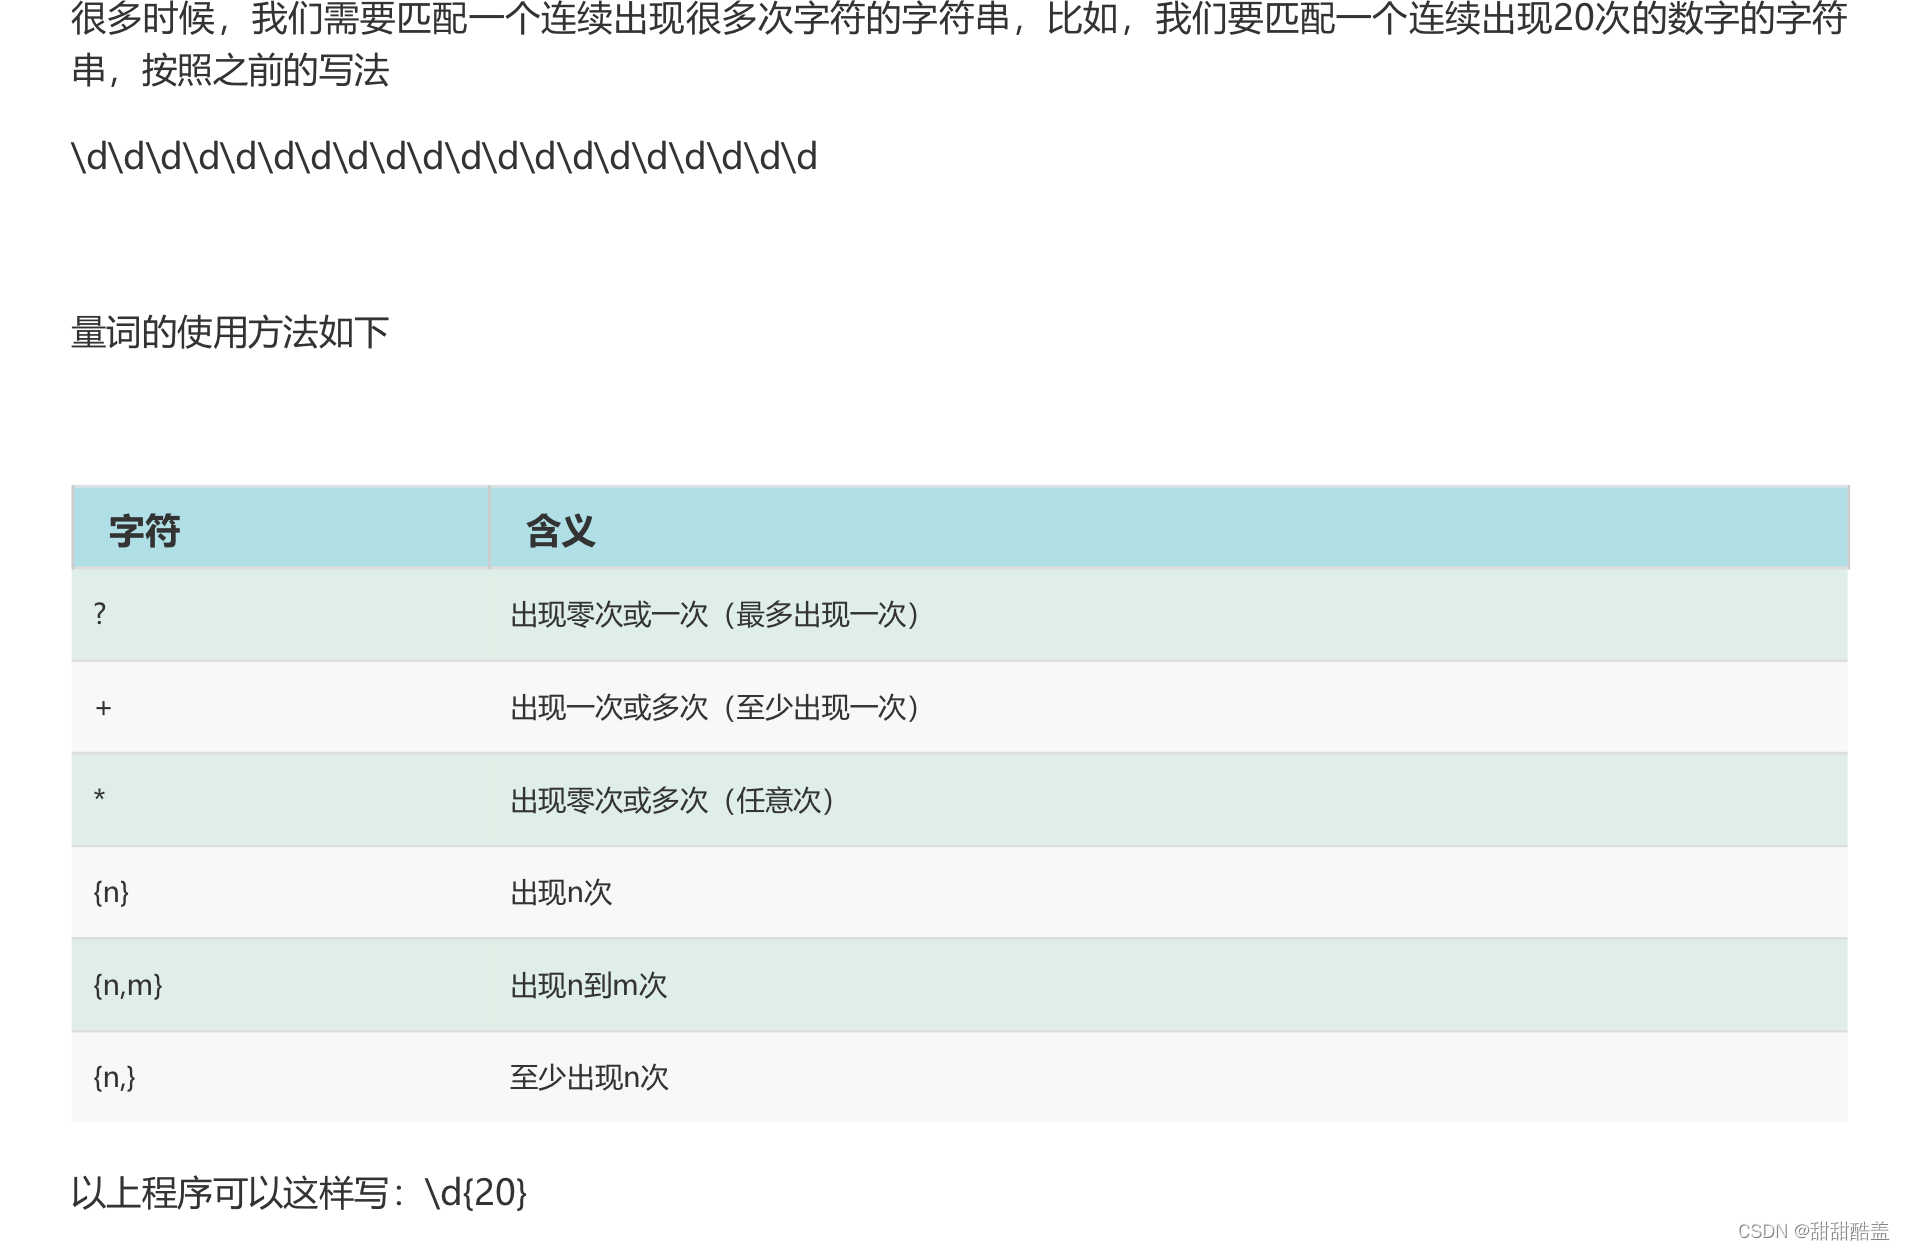 很多时候，我们需要匹配一个连续出现很多次字符的字符串，比如，我们要匹配一个连续出现20次的数字的字符
串，按照之前的写法
\d\d\d\d\d\d\d\d\d\d\d\d\d\d\d\d\d\d\d\d
量词的使用方法如下
字符 含义
? 出现零次或一次（最多出现一次）
+ 出现一次或多次（至少出现一次）
* 出现零次或多次（任意次）
{n} 出现n次
{n,m} 出现n到m次
{n,} 至少出现n次
以上程序可以这样写：\d{20}
CSDN @甜甜酷盖